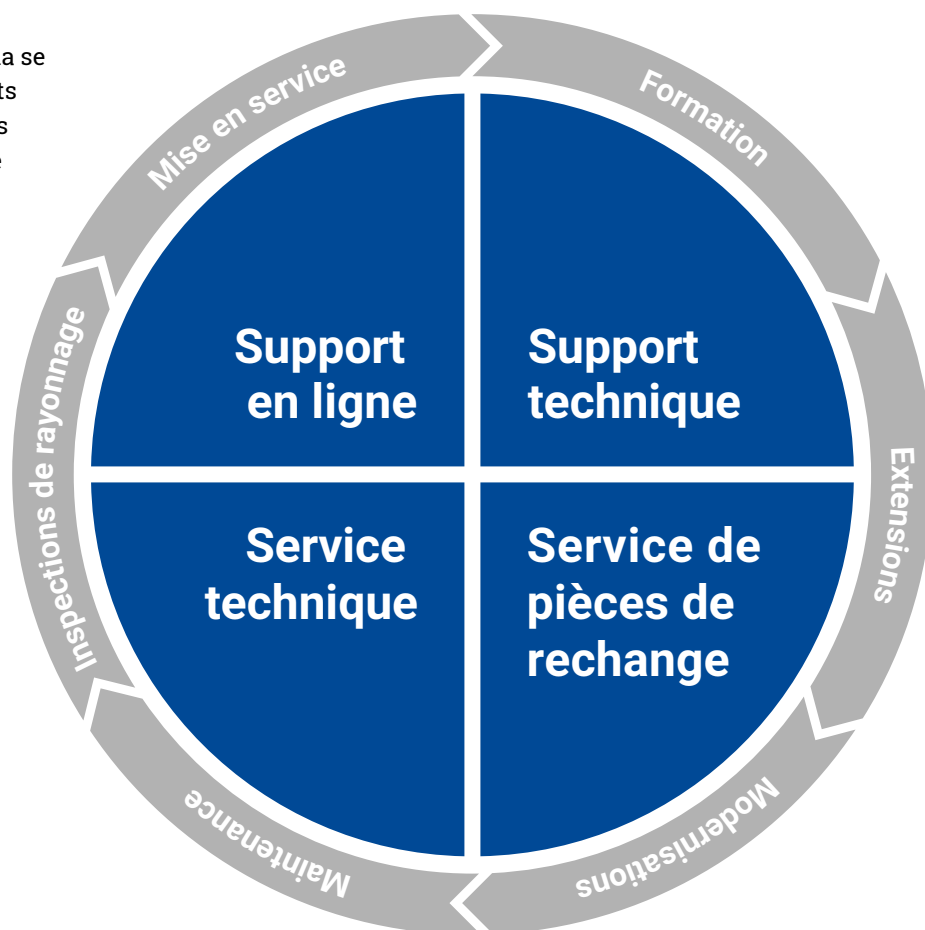 se
Mise en service
Formation
Extensions
Modernisations
Maintenance
Inspections de rayonnage
Support
en ligne
Support
technique
Service
technique
Service de
pièces de
rechange